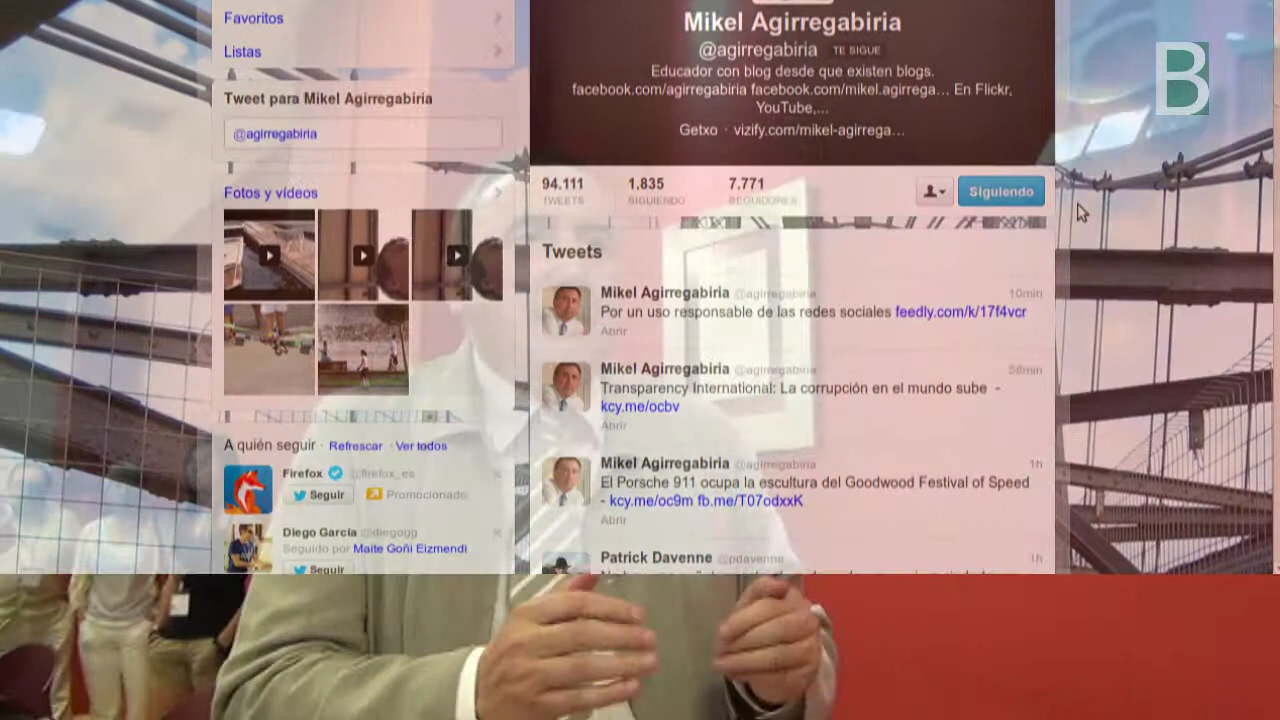 Favoritos
Listas
Tweet para Mikel Agirregabiria
@agirregabiria
Fotos y vídeos
A quién seguir · Refrescar · Ver todos
Firefox @firefox_es
Seguir Promocionado
Diego Garcia @diegogg
Seguido por Maite Goñi Eizmendi
Seguir
Mikel Agirregabiria
@agirregabiria TE SIGUE
Educador con blog desde que existen blogs.
facebook.com/agirregabiria facebook.com/mikel.agirrega... En Flickr,
YouTube,...
Getxo · vizify.com/mikel-agirrega...
94.111 1.835 7.771
TWEETS SIGUIENDO SEGUIDORES
Siguiendo
Tweets
Mikel Agirregabiria @agirregabiria 10min
Por un uso responsable de las redes sociales feedly.com/k/17f4vcr
Abrir
Mikel Agirregabiria @agirregabiria 58min
Transparency International: La corrupción en el mundo sube -
kcy.me/ocbv
Abrir
Mikel Agirregabiria @agirregabiria 1h
El Porsche 911 ocupa la escultura del Goodwood Festival of Speed
- kcy.me/oc9m fb.me/T07odxxK
Abrir
Patrick Davenne @pdavenne 1h
B